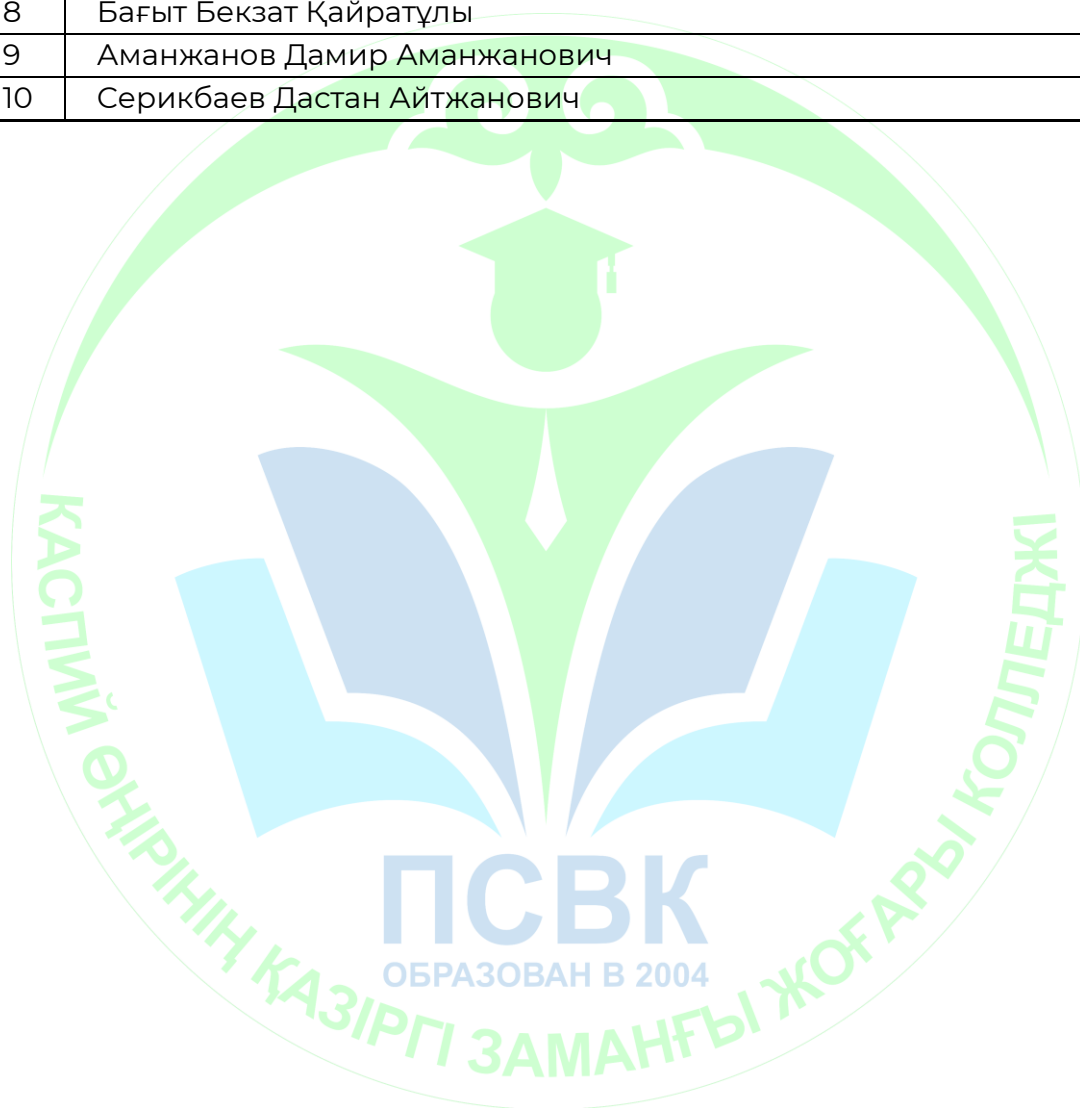 8 Бағыт Бекзат Қайратұлы
9 Аманжанов Дамир Аманжанович
10 Серикбаев Дастан Айтжанович
КАСПИЙ ӨҢІРІНІҢ ҚАЗІРГІ ЗАМАНҒЫ ЖОҒАРЫ КОЛЛЕДЖІ
ПСВК
ОБРАЗОВАН В 2004